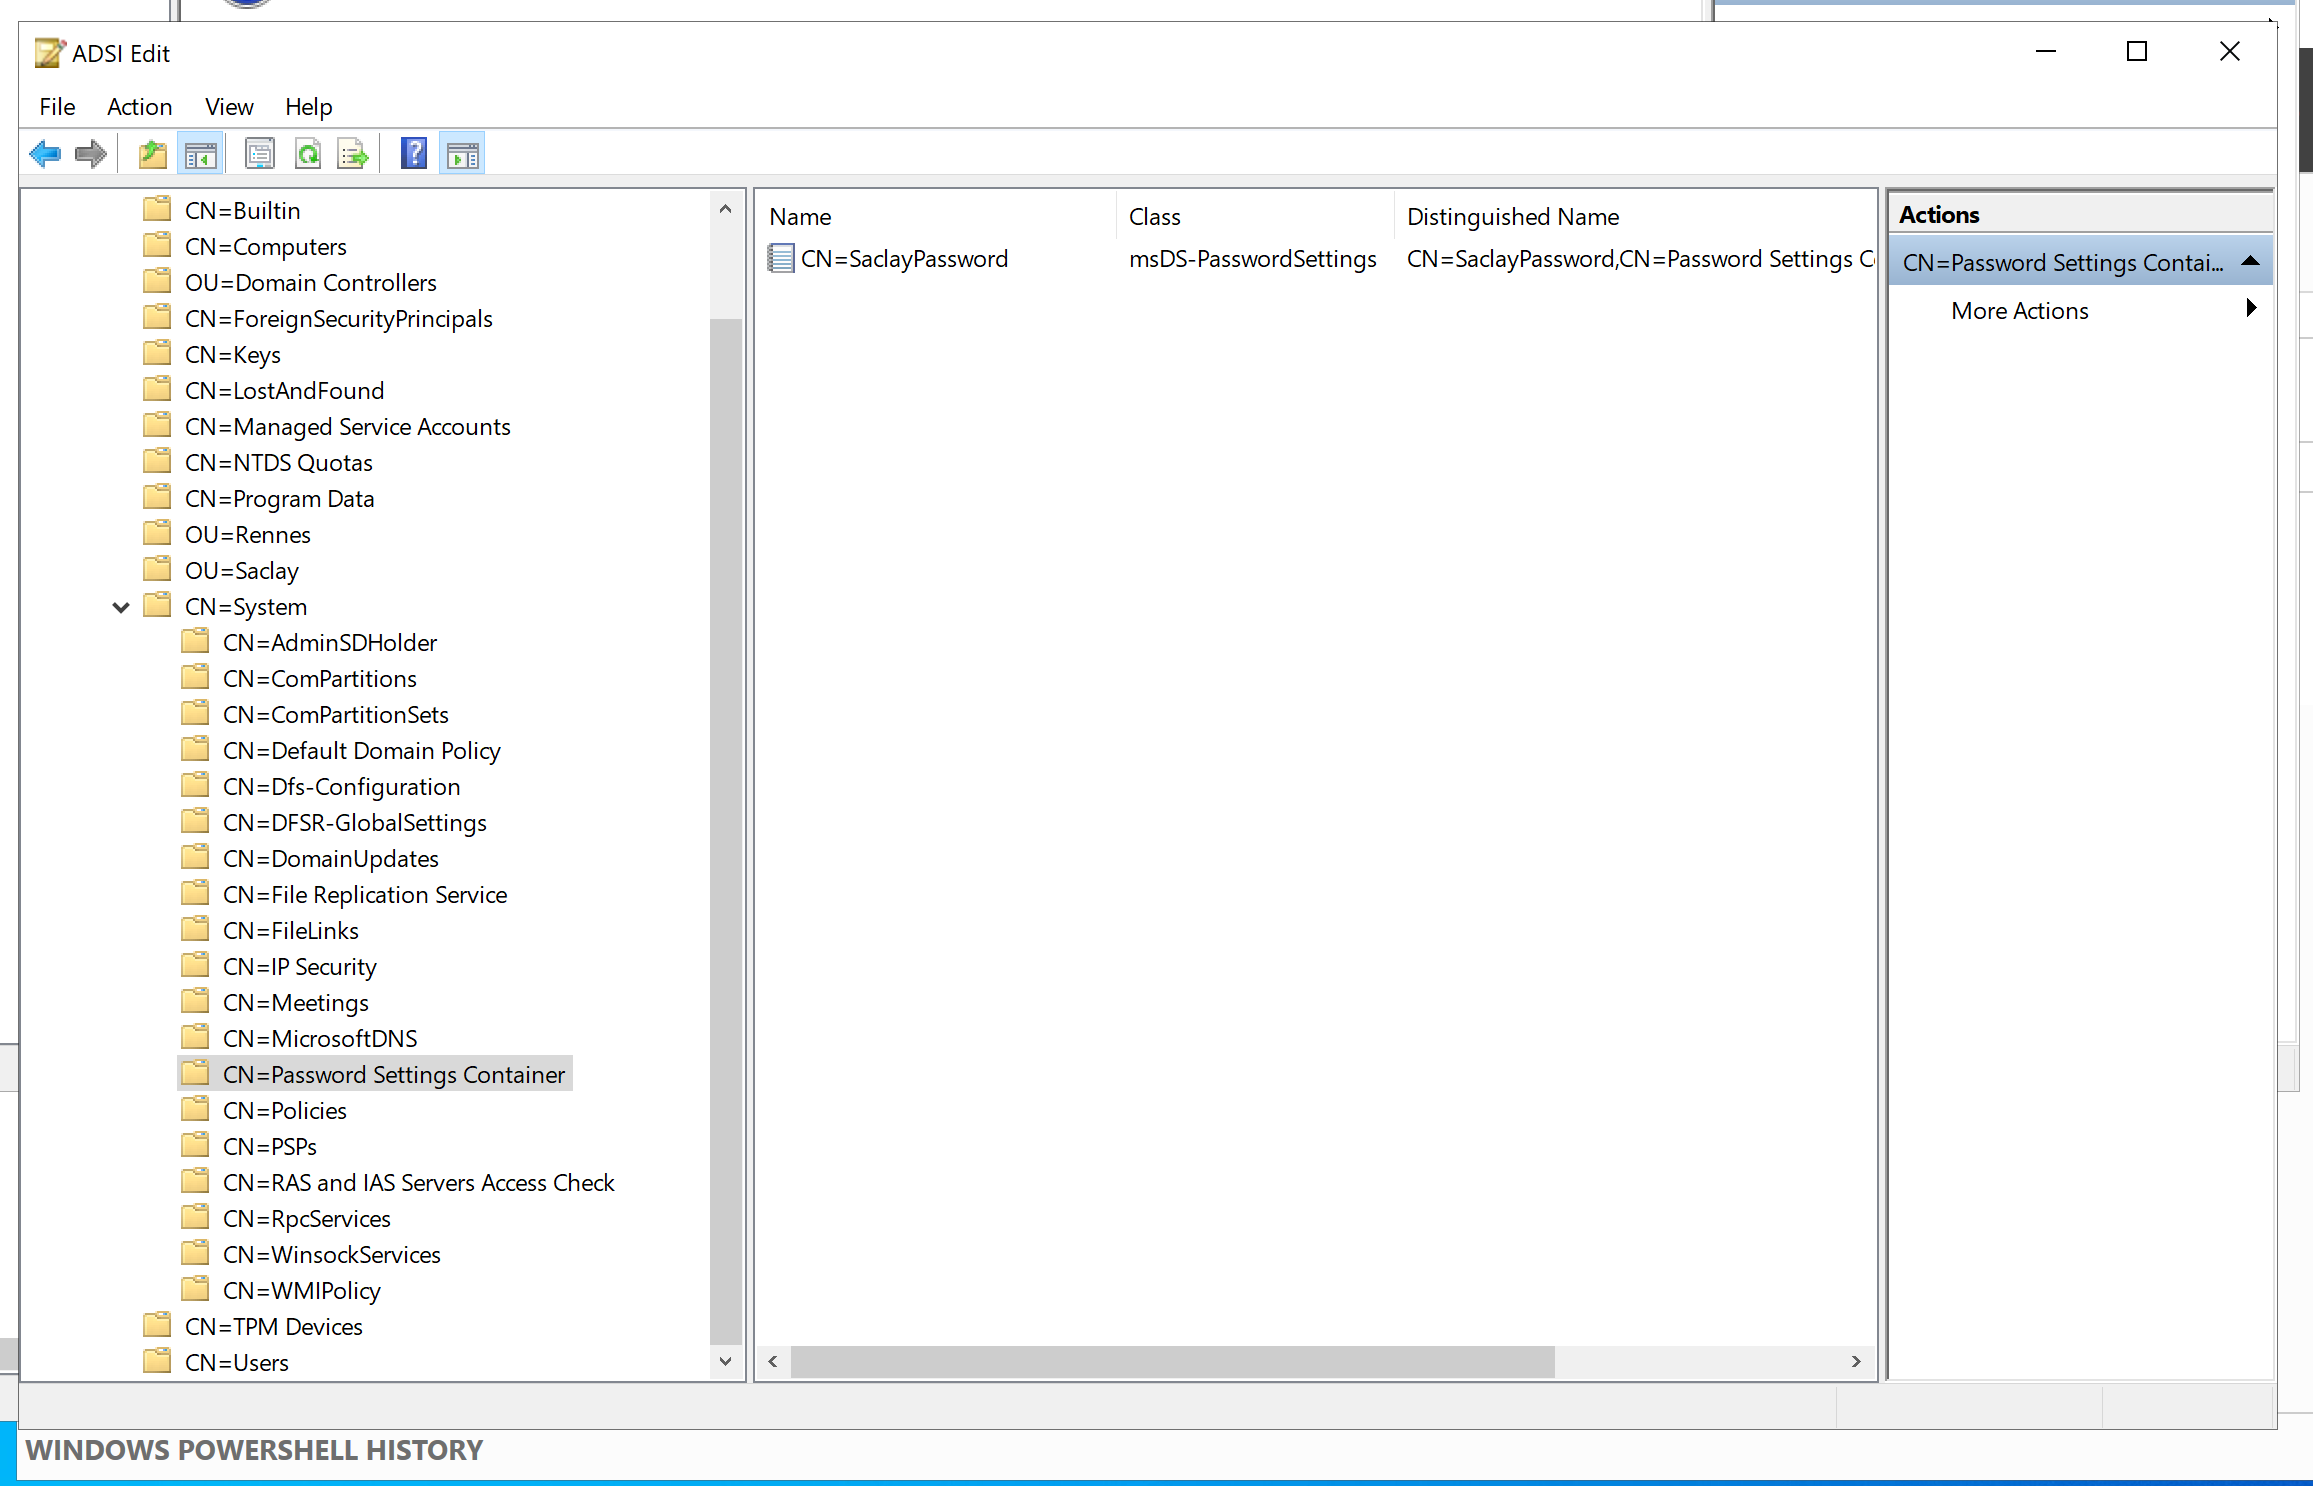 ADSI Edit
File Action View Help
CN=Builtin
CN=Computers
OU=Domain Controllers
CN=ForeignSecurityPrincipals
CN=Keys
CN=LostAndFound
CN=Managed Service Accounts
CN=NTDS Quotas
CN=Program Data
OU=Rennes
OU=Saclay
CN=System
CN=AdminSDHolder
CN=ComPartitions
CN=ComPartitionSets
CN=Default Domain Policy
CN=Dfs-Configuration
CN=DFSR-GlobalSettings
CN=DomainUpdates
CN=File Replication Service
CN=FileLinks
CN=IP Security
CN=Meetings
CN=MicrosoftDNS
CN=Password Settings Container
CN=Policies
CN=PSPs
CN=RAS and IAS Servers Access Check
CN=RpcServices
CN=WinsockServices
CN=WMIPolicy
CN=TPM Devices
CN=Users
Name Class Distinguished Name
CN=SaclayPassword msDS-PasswordSettings CN=SaclayPassword,CN=Password Settings C
Actions
CN=Password Settings Contai...
More Actions
WINDOWS POWERSHELL HISTORY